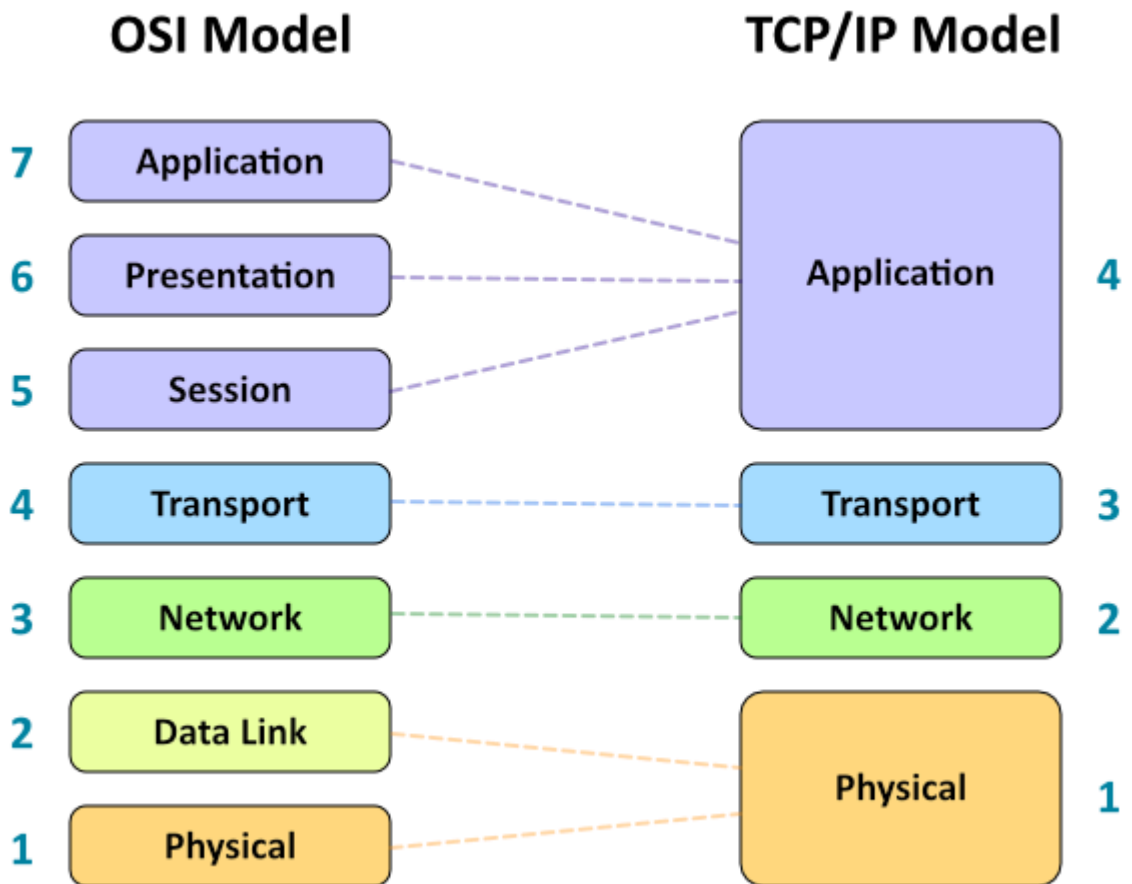 OSI Model TCP/IP Model
7 Application
6 Presentation Application 4
5 Session
4 Transport Transport 3
3 Network Network 2
2 Data Link
Physical 1
1 Physical